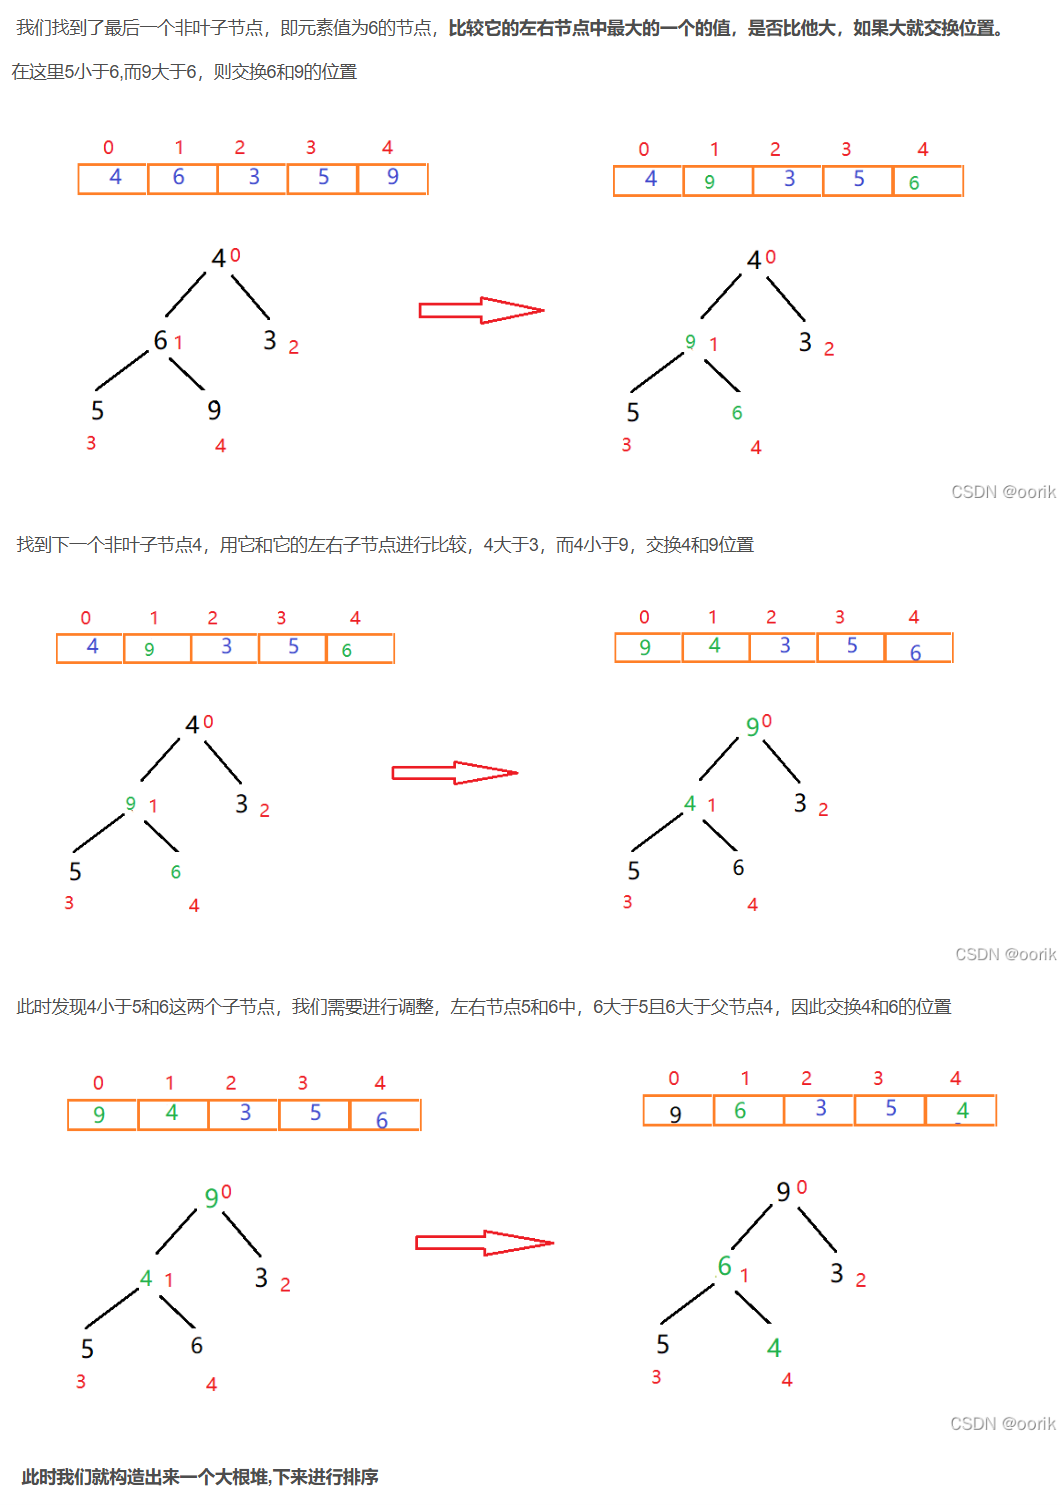 我们找到了最后一个非叶子节点，即元素值为6的节点，比较它的左右节点中最大的一个的值，是否比他大，如果大就交换位置。
在这里5小于6,而9大于6，则交换6和9的位置
0 1 2 3 4
4 6 3 5 9
0 1 2 3 4
4 9 3 5 6
4 0
6 1 3 2
5 9
3 4
4 0
9 1 3 2
5 6
3 4
CSDN @oorik
找到下一个非叶子节点4，用它和它的左右子节点进行比较，4大于3，而4小于9，交换4和9位置
0 1 2 3 4
4 9 3 5 6
0 1 2 3 4
9 4 3 5 6
4 0
9 1 3 2
5 6
3 4
9 0
4 1 3 2
5 6
3 4
CSDN @oorik
此时发现4小于5和6这两个子节点，我们需要进行调整，左右节点5和6中，6大于5且6大于父节点4，因此交换4和6的位置
0 1 2 3 4
9 4 3 5 6
0 1 2 3 4
9 6 3 5 4
9 0
4 1 3 2
5 6
3 4
9 0
6 1 3 2
5 4
3 4
CSDN @oorik
此时我们就构造出来一个大根堆,下来进行排序